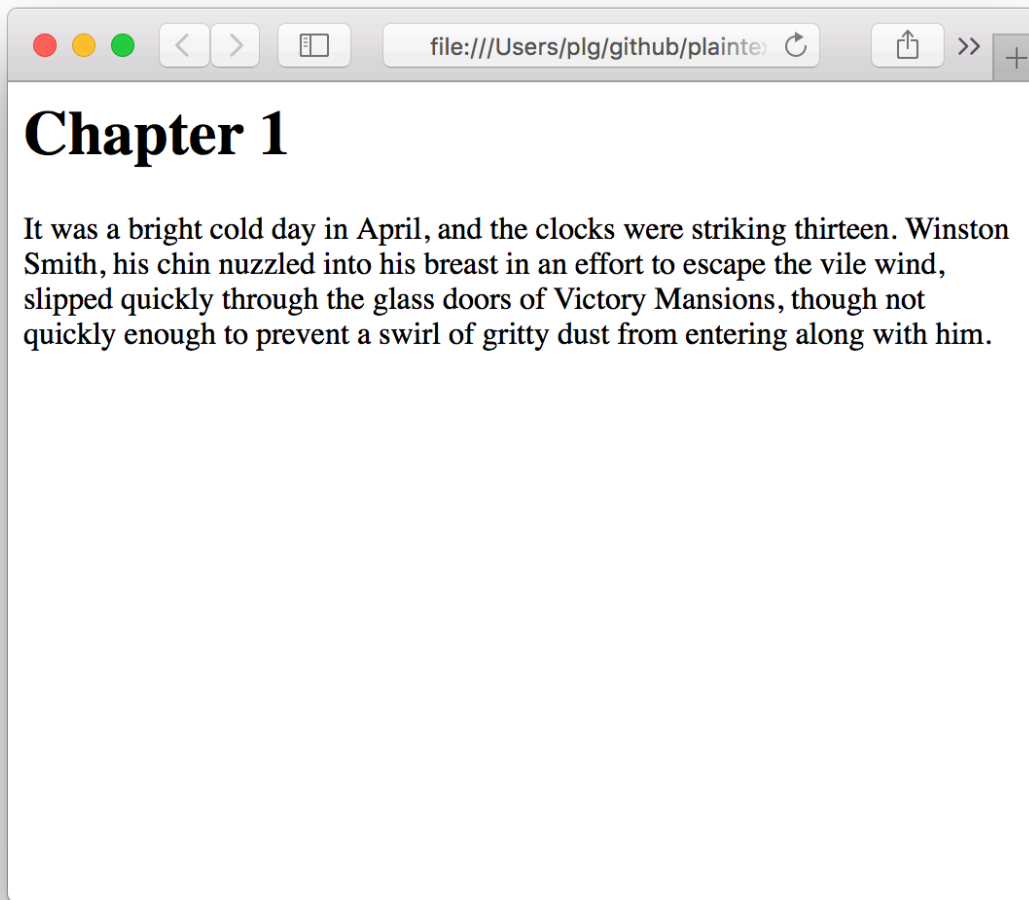 file:///Users/plg/github/plainte
Chapter 1
It was a bright cold day in April, and the clocks were striking thirteen. Winston
Smith, his chin nuzzled into his breast in an effort to escape the vile wind,
slipped quickly through the glass doors of Victory Mansions, though not
quickly enough to prevent a swirl of gritty dust from entering along with him.